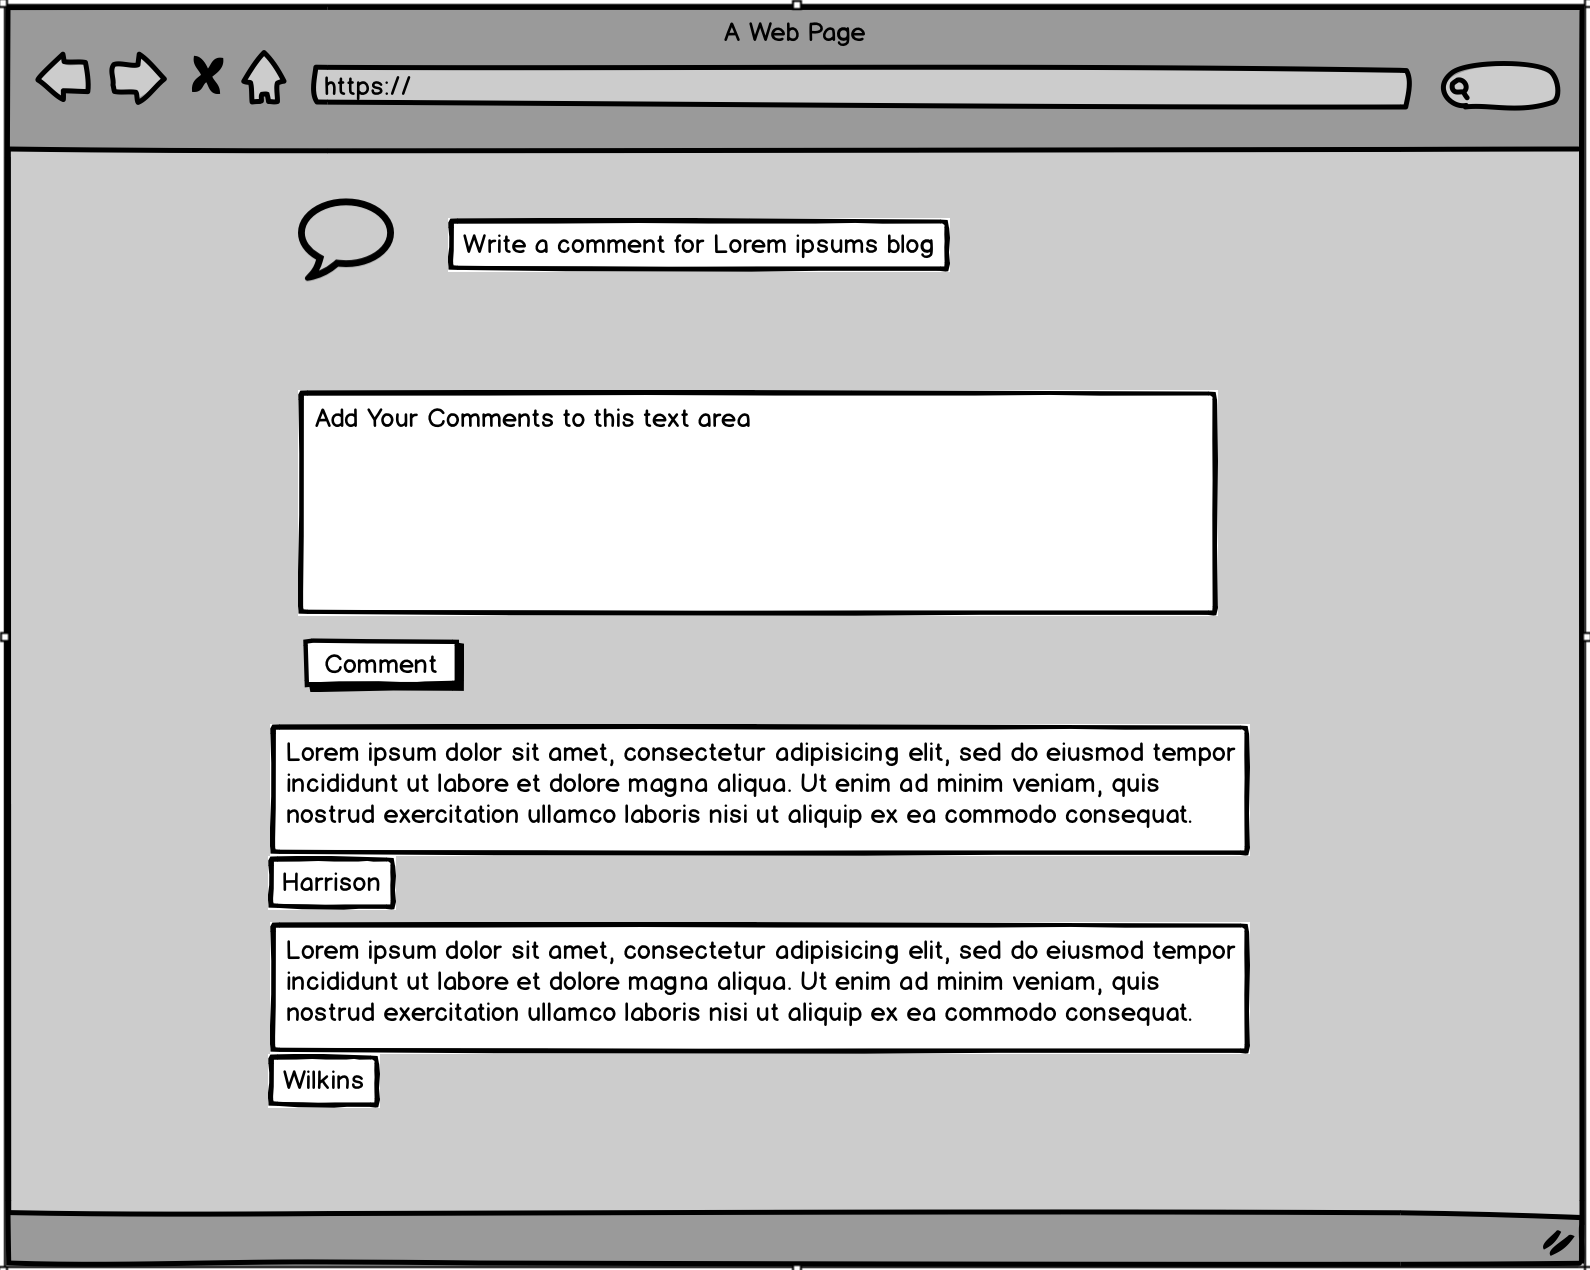 A Web Page
https://
Write a comment for Lorem ipsums blog
Add Your Comments to this text area
Comment
Lorem ipsum dolor sit amet, consectetur adipisicing elit, sed do eiusmod tempor
incididunt ut labore et dolore magna aliqua. Ut enim ad minim veniam, quis
nostrud exercitation ullamco laboris nisi ut aliquip ex ea commodo consequat.
Harrison
Lorem ipsum dolor sit amet, consectetur adipisicing elit, sed do eiusmod tempor
incididunt ut labore et dolore magna aliqua. Ut enim ad minim veniam, quis
nostrud exercitation ullamco laboris nisi ut aliquip ex ea commodo consequat.
Wilkins